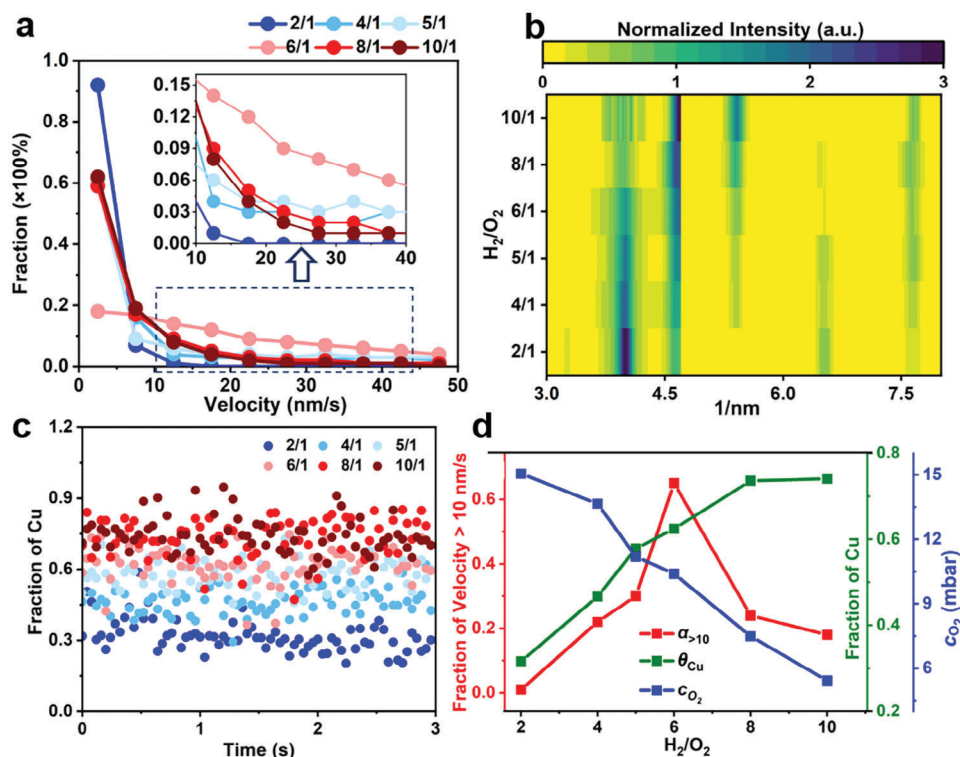 a
2/1 4/1 5/1
6/1 8/1 10/1
Fraction (×100%)
1.0
0.8
0.6
0.4
0.2
0.0
0.15
0.12
0.09
0.06
0.03
0.00
10 20 30 40
0 10 20 30 40 50
Velocity (nm/s)
b
Normalized Intensity (a.u.)
0 1 2 3
H₂/O₂
10/1
8/1
6/1
5/1
4/1
2/1
3.0 4.5 6.0 7.5
1/nm
c
2/1 4/1 5/1
6/1 8/1 10/1
Fraction of Cu
1.2
0.9
0.6
0.3
0.0
0 1 2 3
Time (s)
d
Fraction of Velocity > 10 nm/s
0.6
0.4
0.2
0.0
α>10
θCu
cO₂
2 4 6 8 10
H₂/O₂
0.8
0.6
0.4
0.2
Fraction of Cu
15
12
9
6
cO₂ (mbar)